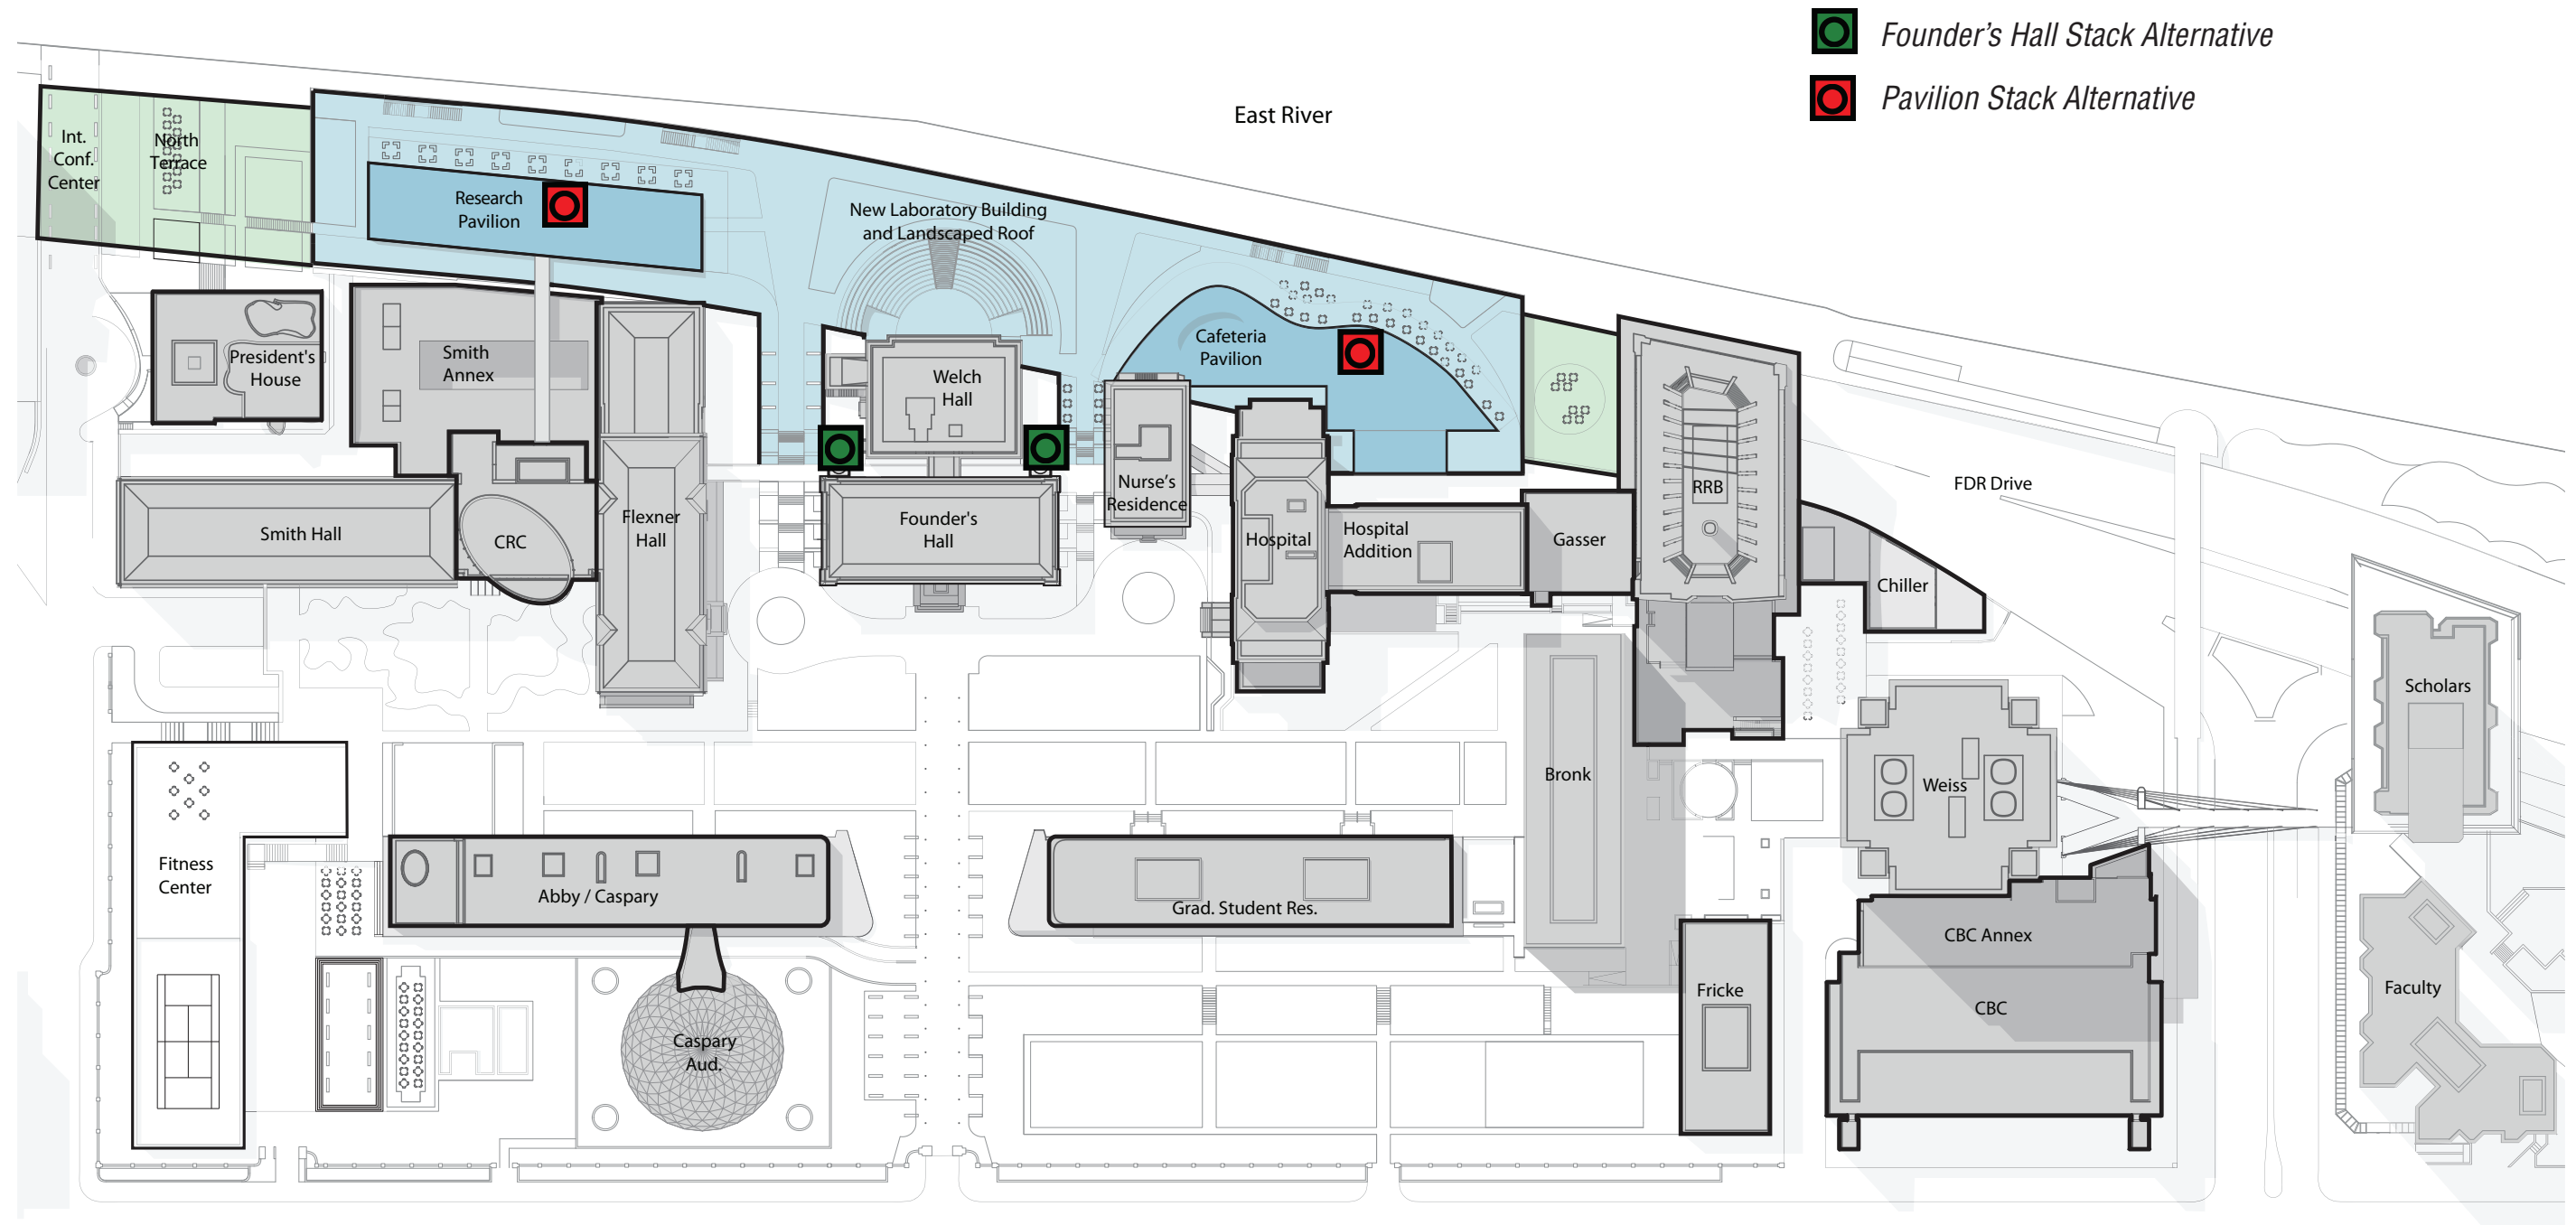 Founder's Hall Stack Alternative
Pavilion Stack Alternative
East River
Int.
Conf.
Center
North
Terrace
Research
Pavilion
New Laboratory Building
and Landscaped Roof
Cafeteria
Pavilion
President's
House
Smith
Annex
Welch
Hall
Nurse's
Residence
RRB
FDR Drive
Smith Hall
CRC
Flexner
Hall
Founder's
Hall
Hospital
Hospital
Addition
Gasser
Chiller
Scholars
Bronk
Weiss
Fitness
Center
Abby / Caspary
Grad. Student Res.
CBC Annex
Fricke
CBC
Faculty
Caspary
Aud.